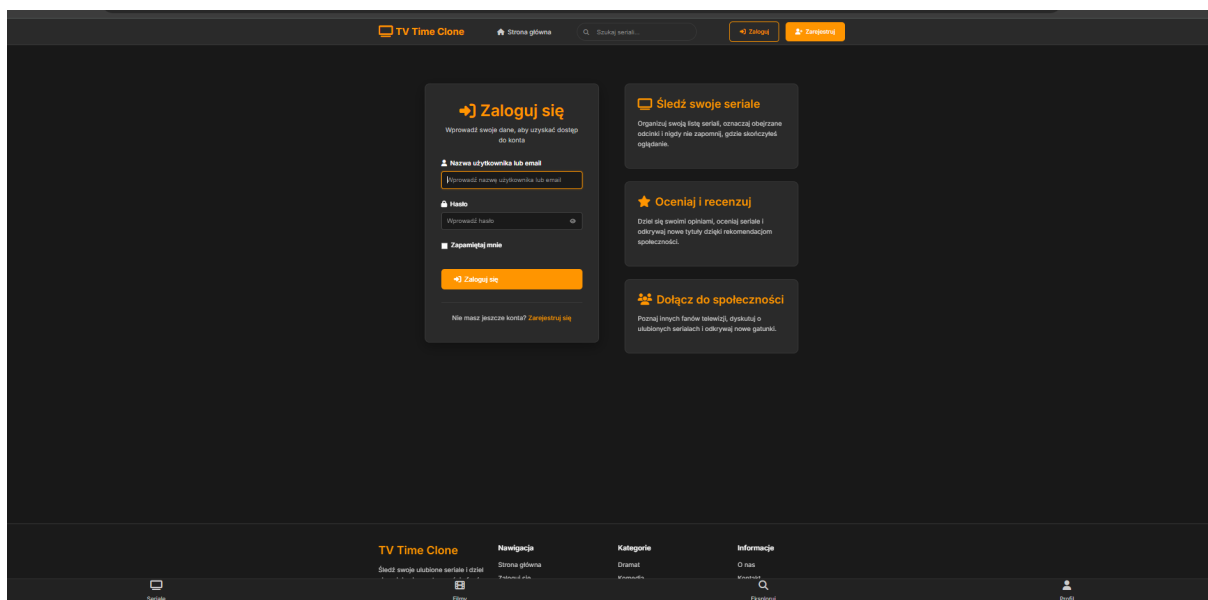 TV Time Clone
Strona główna
Szukaj seriali...
Zaloguj
Zarejestruj
Zaloguj się
Wprowadź swoje dane, aby uzyskać dostęp
do konta
Nazwa użytkownika lub email
Wprowadź nazwę użytkownika lub email
Hasło
Wprowadź hasło
Zapamiętaj mnie
Zaloguj się
Nie masz jeszcze konta? Zarejestruj się
Śledź swoje seriale
Organizuj swoją listę seriali, oznaczaj obejrzane
odcinki i nigdy nie zapomnij, gdzie skończyłeś
oglądanie.
Oceniaj i recenzuj
Dziel się swoimi opiniami, oceniaj seriale i
odkrywaj nowe tytuły dzięki rekomendacjom
społeczności.
Dołącz do społeczności
Poznaj innych fanów telewizji, dyskutuj o
ulubionych serialach i odkrywaj nowe gatunki.
TV Time Clone
Śledź swoje ulubione seriale i dziel
Nawigacja
Strona główna
Zaloguj się
Kategorie
Dramat
Komedia
Informacje
O nas
Kontakt
Seriale
Filmy
Eksploruj
Profil